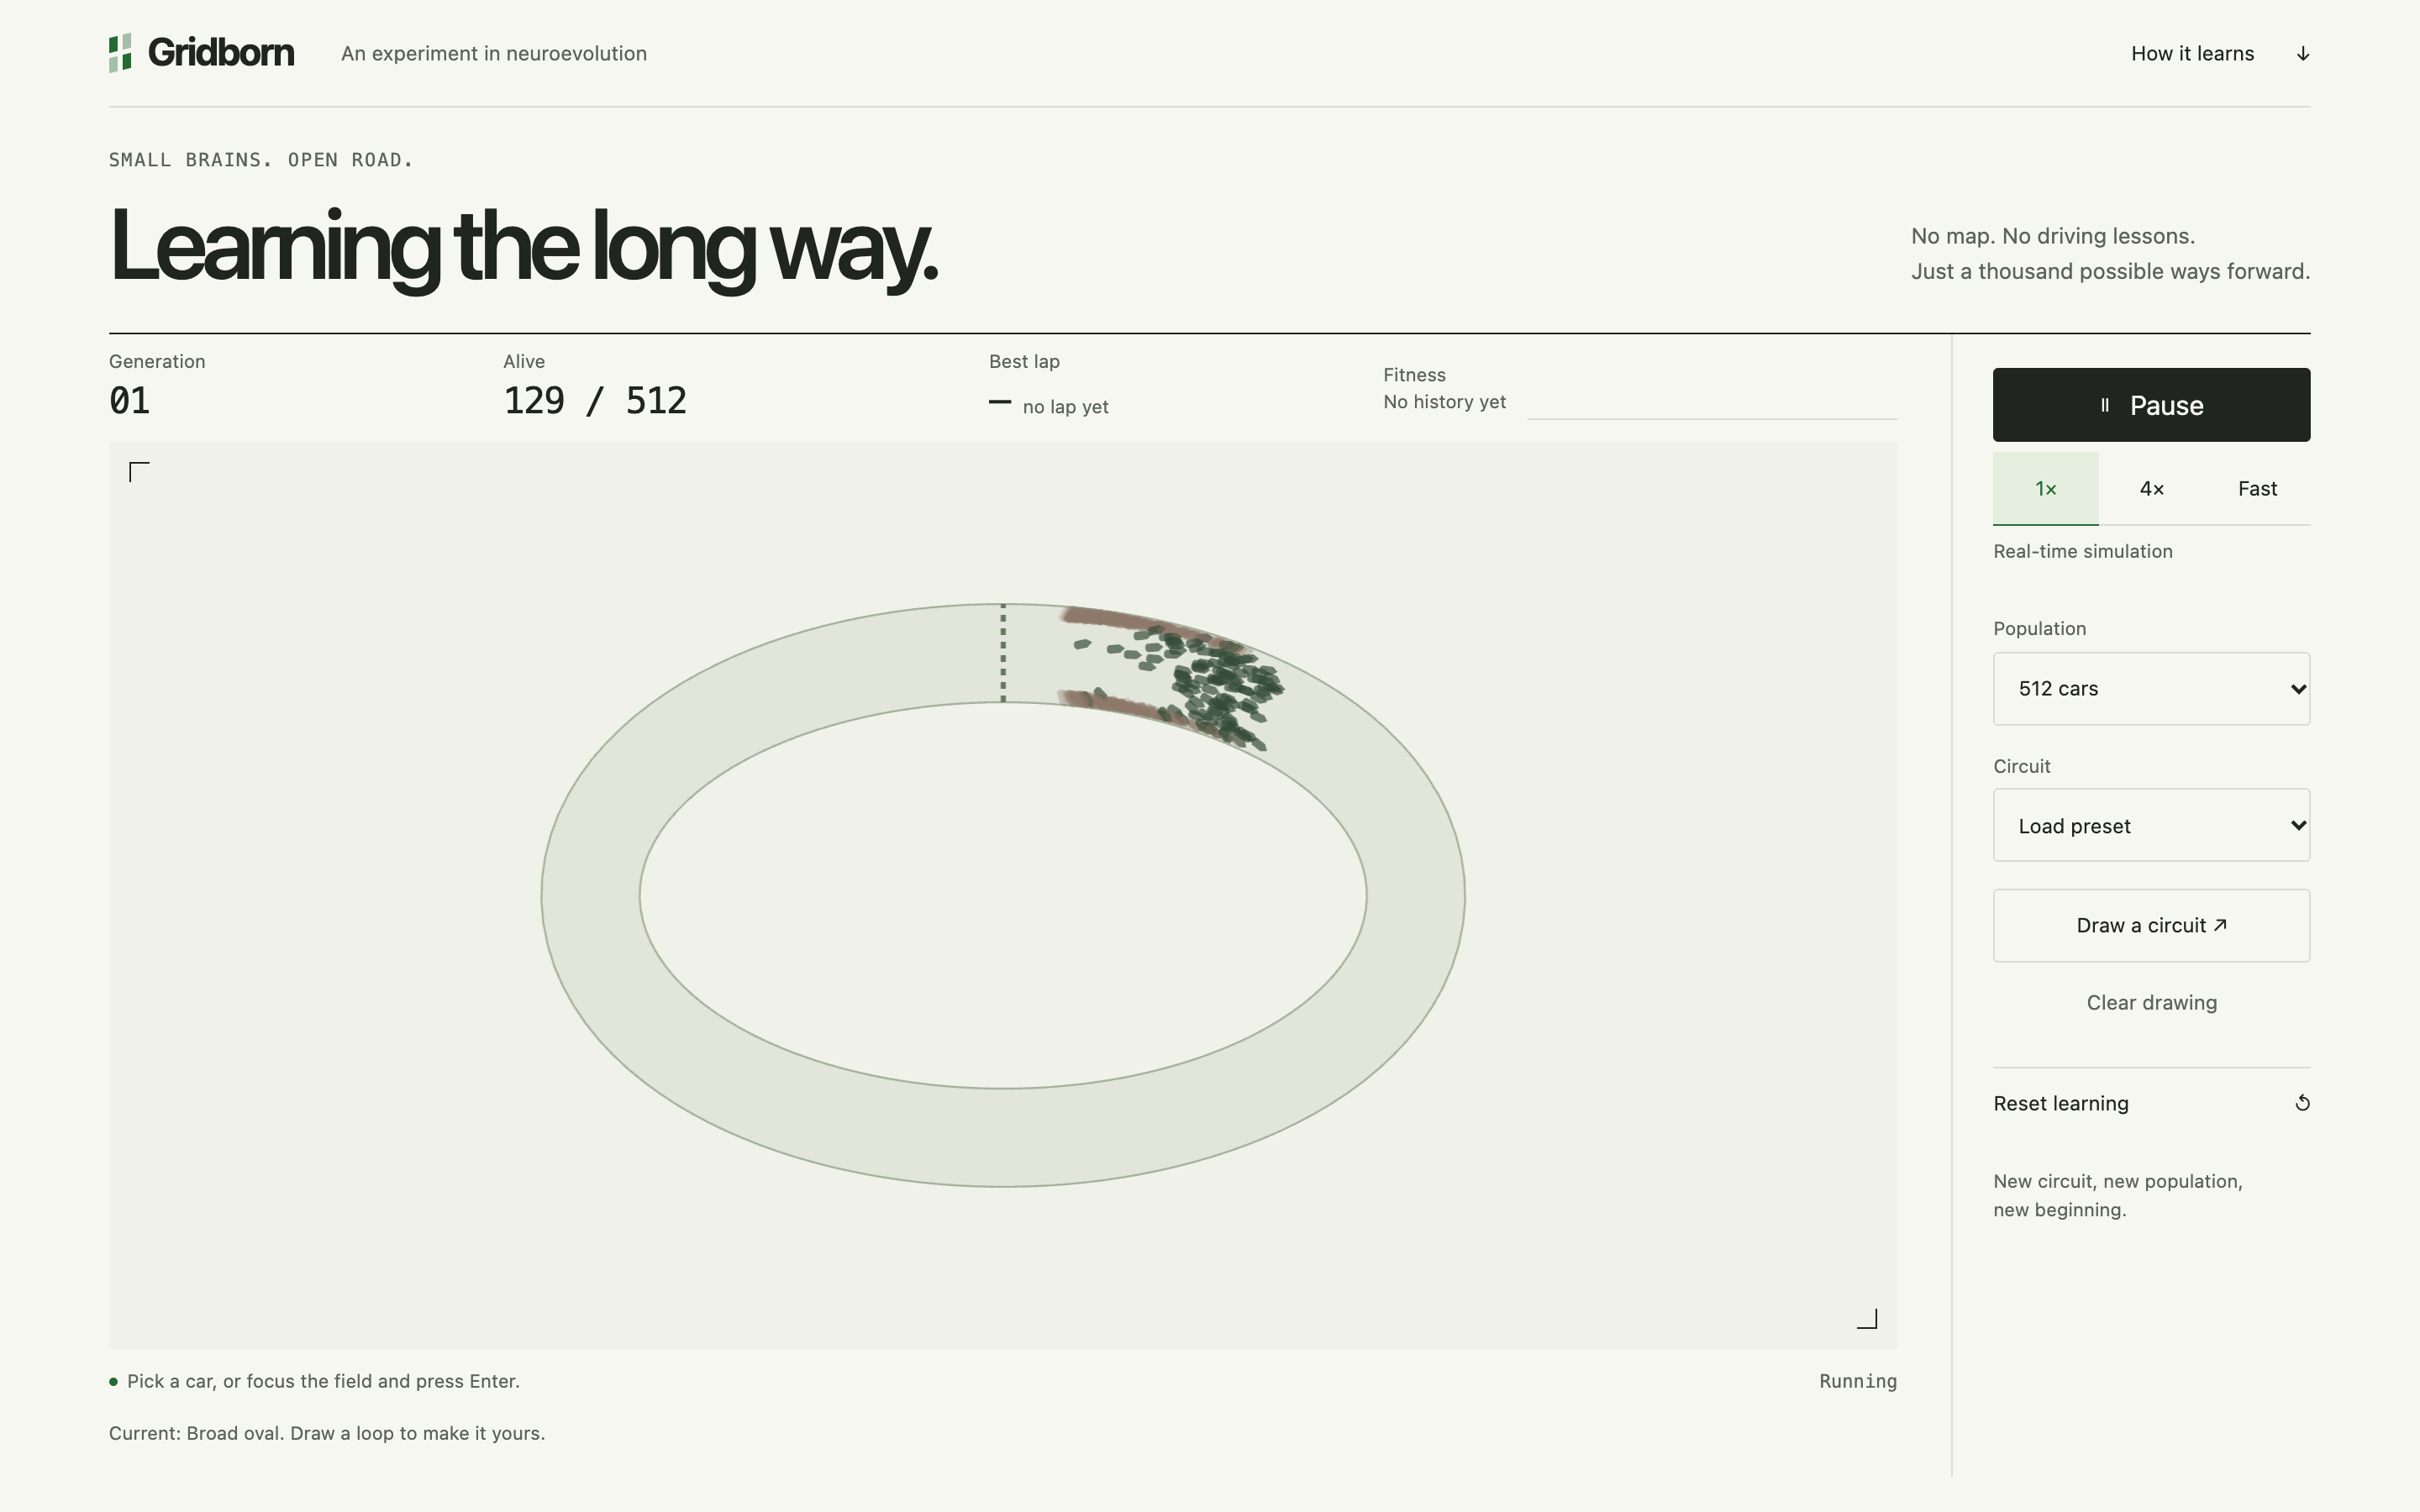 Gridborn
An experiment in neuroevolution
How it learns ↓
SMALL BRAINS. OPEN ROAD.
Learning the long way.
No map. No driving lessons.
Just a thousand possible ways forward.
Generation
01
Alive
129 / 512
Best lap
— no lap yet
Fitness
No history yet
Pause
1× 4× Fast
Real-time simulation
Population
512 cars
Circuit
Load preset
Draw a circuit ↗
Clear drawing
Reset learning
New circuit, new population,
new beginning.
Pick a car, or focus the field and press Enter.
Running
Current: Broad oval. Draw a loop to make it yours.